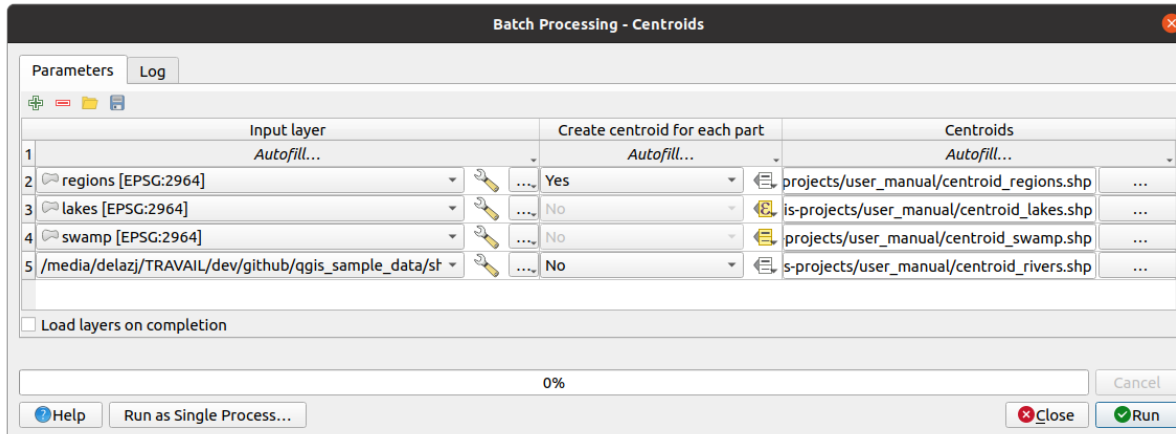 Batch Processing - Centroids
Parameters Log
Input layer Create centroid for each part Centroids
1 Autofill... Autofill... Autofill...
2 regions [EPSG:2964] ... Yes projects/user_manual/centroid_regions.shp ...
3 lakes [EPSG:2964] ... No ε is-projects/user_manual/centroid_lakes.shp ...
4 swamp [EPSG:2964] ... No projects/user_manual/centroid_swamp.shp ...
5 /media/delazj/TRAVAIL/dev/github/qgis_sample_data/sh ... No s-projects/user_manual/centroid_rivers.shp ...
Load layers on completion
0% Cancel
Help Run as Single Process... Close Run